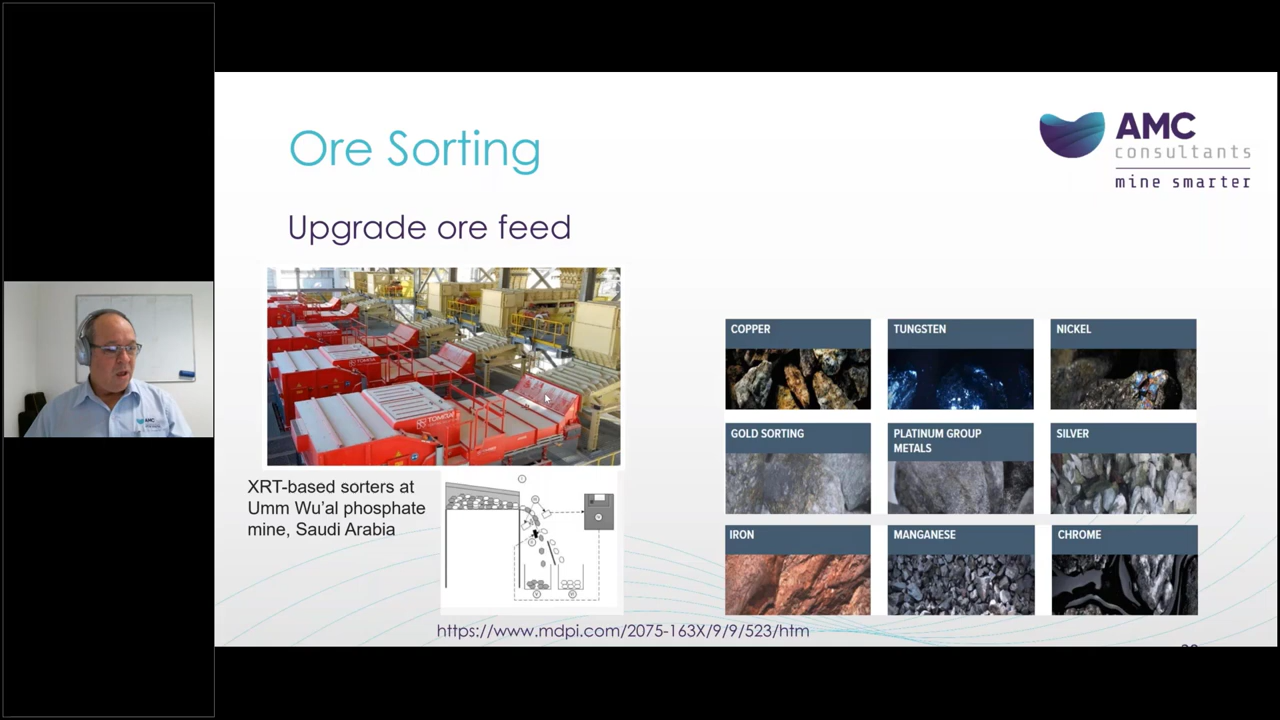 Ore Sorting
AMC
consultants
mine smarter
Upgrade ore feed
TOMRA
COPPER
TUNGSTEN
NICKEL
GOLD SORTING
PLATINUM GROUP
METALS
SILVER
IRON
MANGANESE
CHROME
XRT-based sorters at
Umm Wu'al phosphate
mine, Saudi Arabia
https://www.mdpi.com/2075-163X/9/9/523/htm
AMC